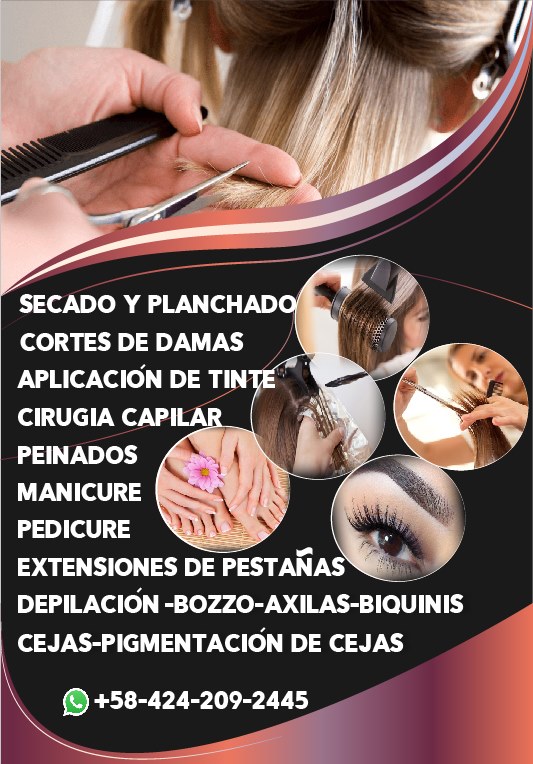 SECADO Y PLANCHADO
CORTES DE DAMAS
APLICACIÓN DE TINTE
CIRUGIA CAPILAR
PEINADOS
MANICURE
PEDICURE
EXTENSIONES DE PESTAÑAS
DEPILACIÓN -BOZZO-AXILAS-BIQUINIS
CEJAS-PIGMENTACIÓN DE CEJAS
+58-424-209-2445